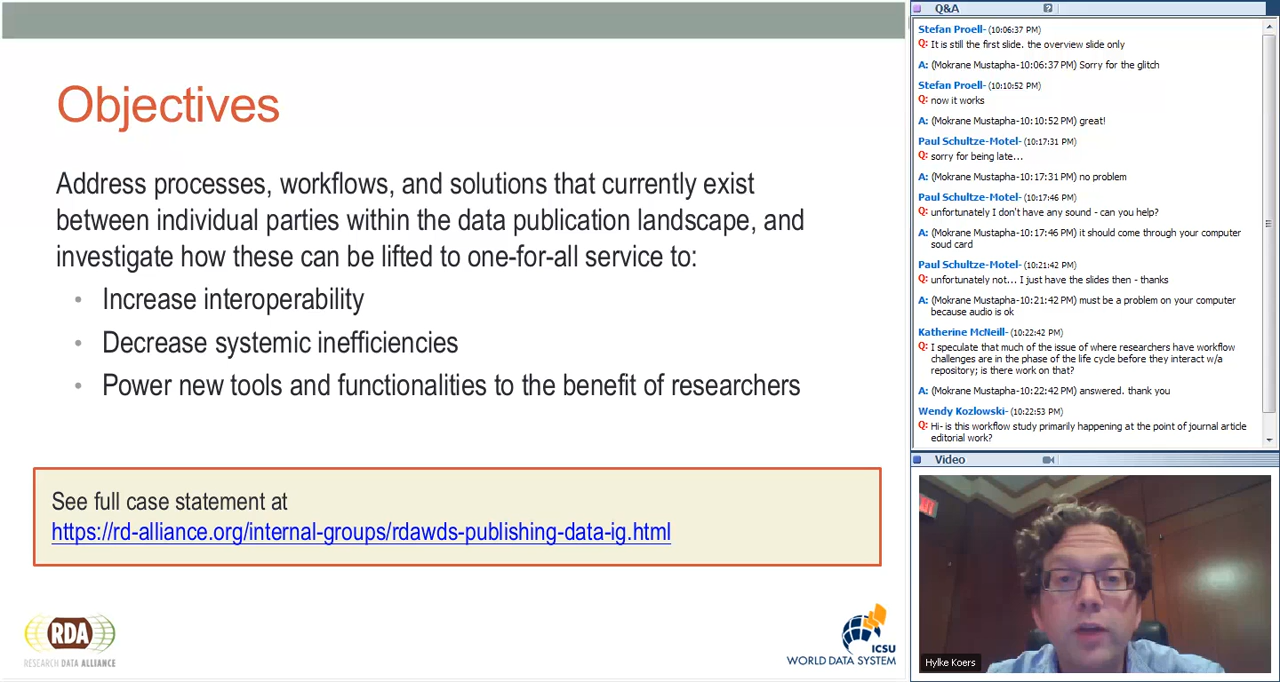 Objectives
Address processes, workflows, and solutions that currently exist
between individual parties within the data publication landscape, and
investigate how these can be lifted to one-for-all service to:
• Increase interoperability
• Decrease systemic inefficiencies
• Power new tools and functionalities to the benefit of researchers
See full case statement at
https://rd-alliance.org/internal-groups/rdawds-publishing-data-ig.html
RDA
RESEARCH DATA ALLIANCE
ICSU
WORLD DATA SYSTEM
Q&A
Stefan Proell- (10:06:37 PM)
Q: It is still the first slide. the overview slide only
A: (Mokrane Mustapha-10:06:37 PM) Sorry for the glitch
Stefan Proell- (10:10:52 PM)
Q: now it works
A: (Mokrane Mustapha-10:10:52 PM) great!
Paul Schultze-Motel- (10:17:31 PM)
Q: sorry for being late...
A: (Mokrane Mustapha-10:17:31 PM) no problem
Paul Schultze-Motel- (10:17:46 PM)
Q: unfortunately I don't have any sound - can you help?
A: (Mokrane Mustapha-10:17:46 PM) it should come through your computer
soud card
Paul Schultze-Motel- (10:21:42 PM)
Q: unfortunately not... I just have the slides then - thanks
A: (Mokrane Mustapha-10:21:42 PM) must be a problem on your computer
because audio is ok
Katherine McNeill- (10:22:42 PM)
Q: I speculate that much of the issue of where researchers have workflow
challenges are in the phase of the life cycle before they interact w/a
repository; is there work on that?
A: (Mokrane Mustapha-10:22:42 PM) answered. thank you
Wendy Kozlowski- (10:22:53 PM)
Q: Hi- is this workflow study primarily happening at the point of journal article
editorial work?
Video
Hylke Koers